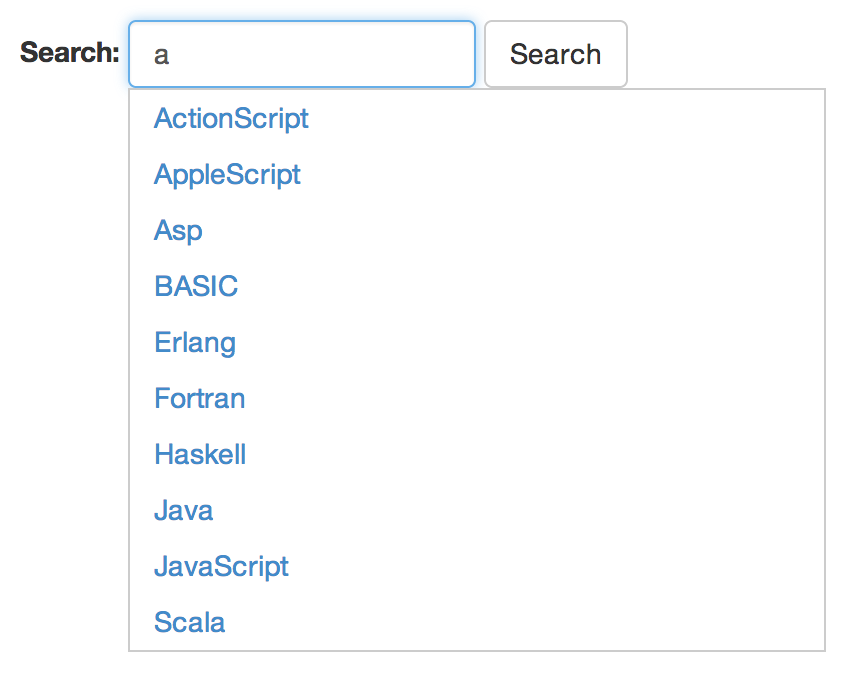 Search: a Search
ActionScript
AppleScript
Asp
BASIC
Erlang
Fortran
Haskell
Java
JavaScript
Scala